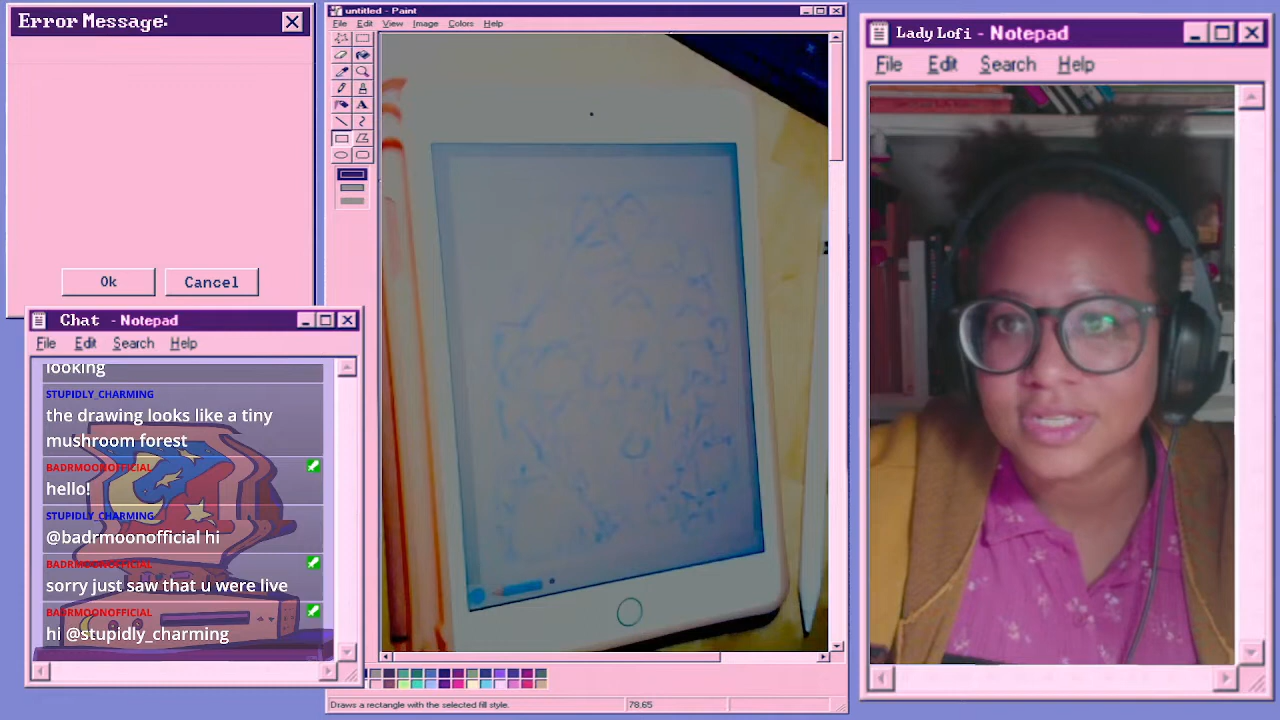 Error Message:
Ok
Cancel
Chat - Notepad
File Edit Search Help
looking
STUPIDLY_CHARMING
the drawing looks like a tiny
mushroom forest
BADRMOONOFFICIAL
hello!
STUPIDLY_CHARMING
@badrmoonofficial hi
BADRMOONOFFICIAL
sorry just saw that u were live
BADRMOONOFFICIAL
hi @stupidly_charming
untitled - Paint
File Edit View Image Colors Help
A
Draws a rectangle with the selected fill style.
78.65
Lady Lofi - Notepad
File Edit Search Help